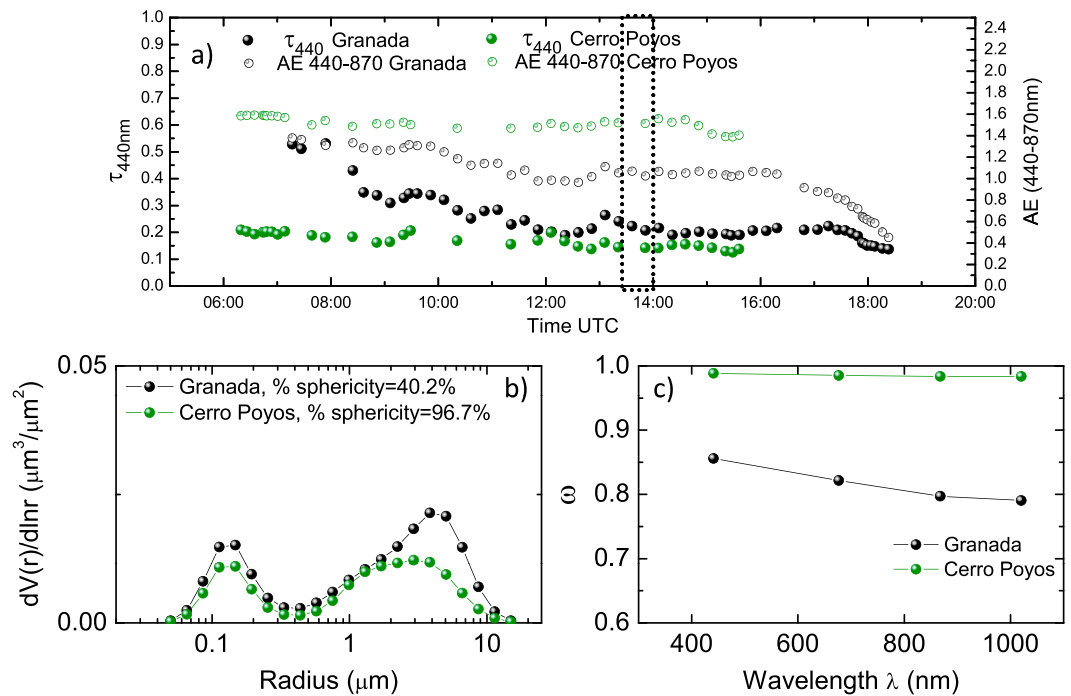 a)
τ440 Granada
τ440 Cerro Poyos
AE 440-870 Granada
AE 440-870 Cerro Poyos
1.0
0.9
0.8
0.7
0.6
0.5
0.4
0.3
0.2
0.1
0.0
τ440nm
2.4
2.2
2.0
1.8
1.6
1.4
1.2
1.0
0.8
0.6
0.4
0.2
0.0
AE (440-870nm)
06:00 08:00 10:00 12:00 14:00 16:00 18:00 20:00
Time UTC
b)
Granada, % sphericity=40.2%
Cerro Poyos, % sphericity=96.7%
0.05
0.00
dV(r)/dlnr (μm3/μm2)
0.1 1 10
Radius (μm)
c)
1.0
0.9
0.8
0.7
0.6
ω
Granada
Cerro Poyos
400 600 800 1000
Wavelength λ (nm)